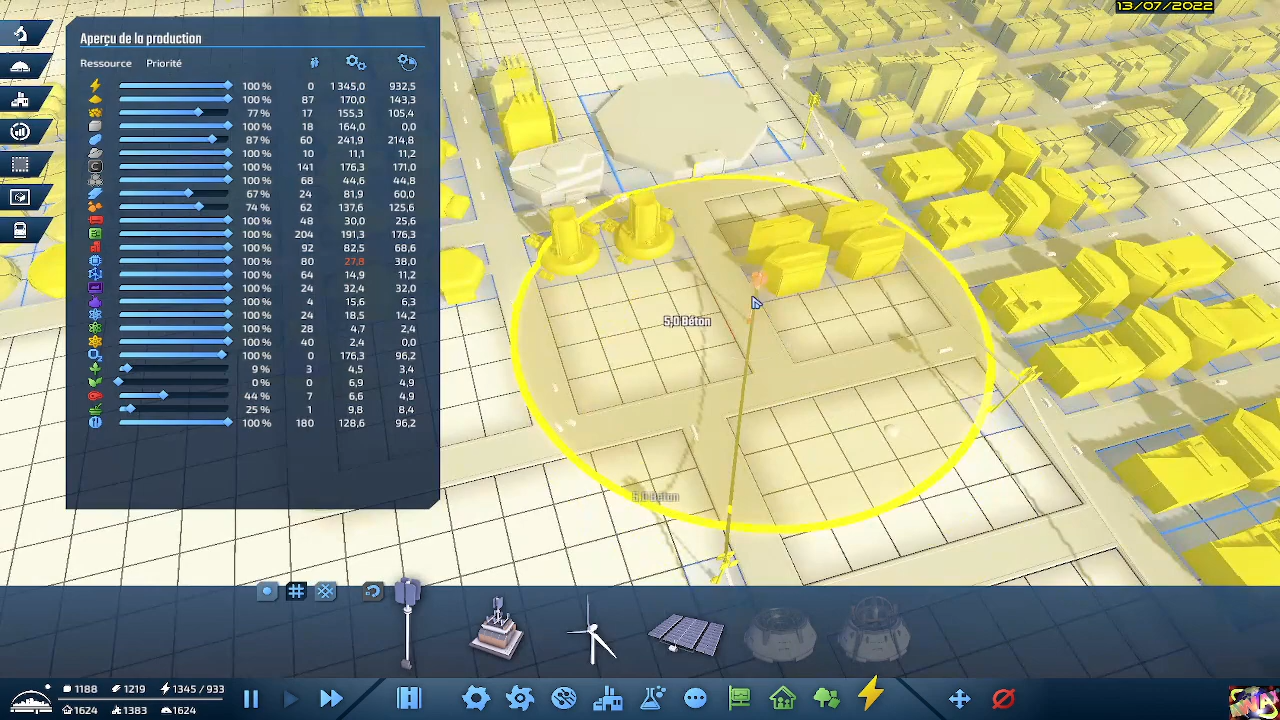 13/07/2022
Aperçu de la production
Ressource Priorité
100 % 0 1 345,0 932,5
100 % 87 170,0 143,3
77 % 17 155,3 105,4
100 % 18 164,0 0,0
87 % 60 241,9 214,8
100 % 10 11,1 11,2
100 % 141 176,3 171,0
100 % 68 44,6 44,8
67 % 24 81,9 60,0
74 % 62 137,6 125,6
100 % 48 30,0 25,6
100 % 204 191,3 176,3
100 % 92 82,5 68,6
100 % 80 27,8 38,0
100 % 64 14,9 11,2
100 % 24 32,4 32,0
100 % 4 15,6 6,3
100 % 24 18,5 14,2
100 % 28 4,7 2,4
100 % 40 2,4 0,0
100 % 0 176,3 96,2
9 % 3 4,5 3,4
0 % 0 6,9 4,9
44 % 7 6,6 4,9
25 % 1 9,8 8,4
100 % 180 128,6 96,2
5,0 Béton
5,0 Béton
1188 1219 1345 / 933
1624 1383 1624